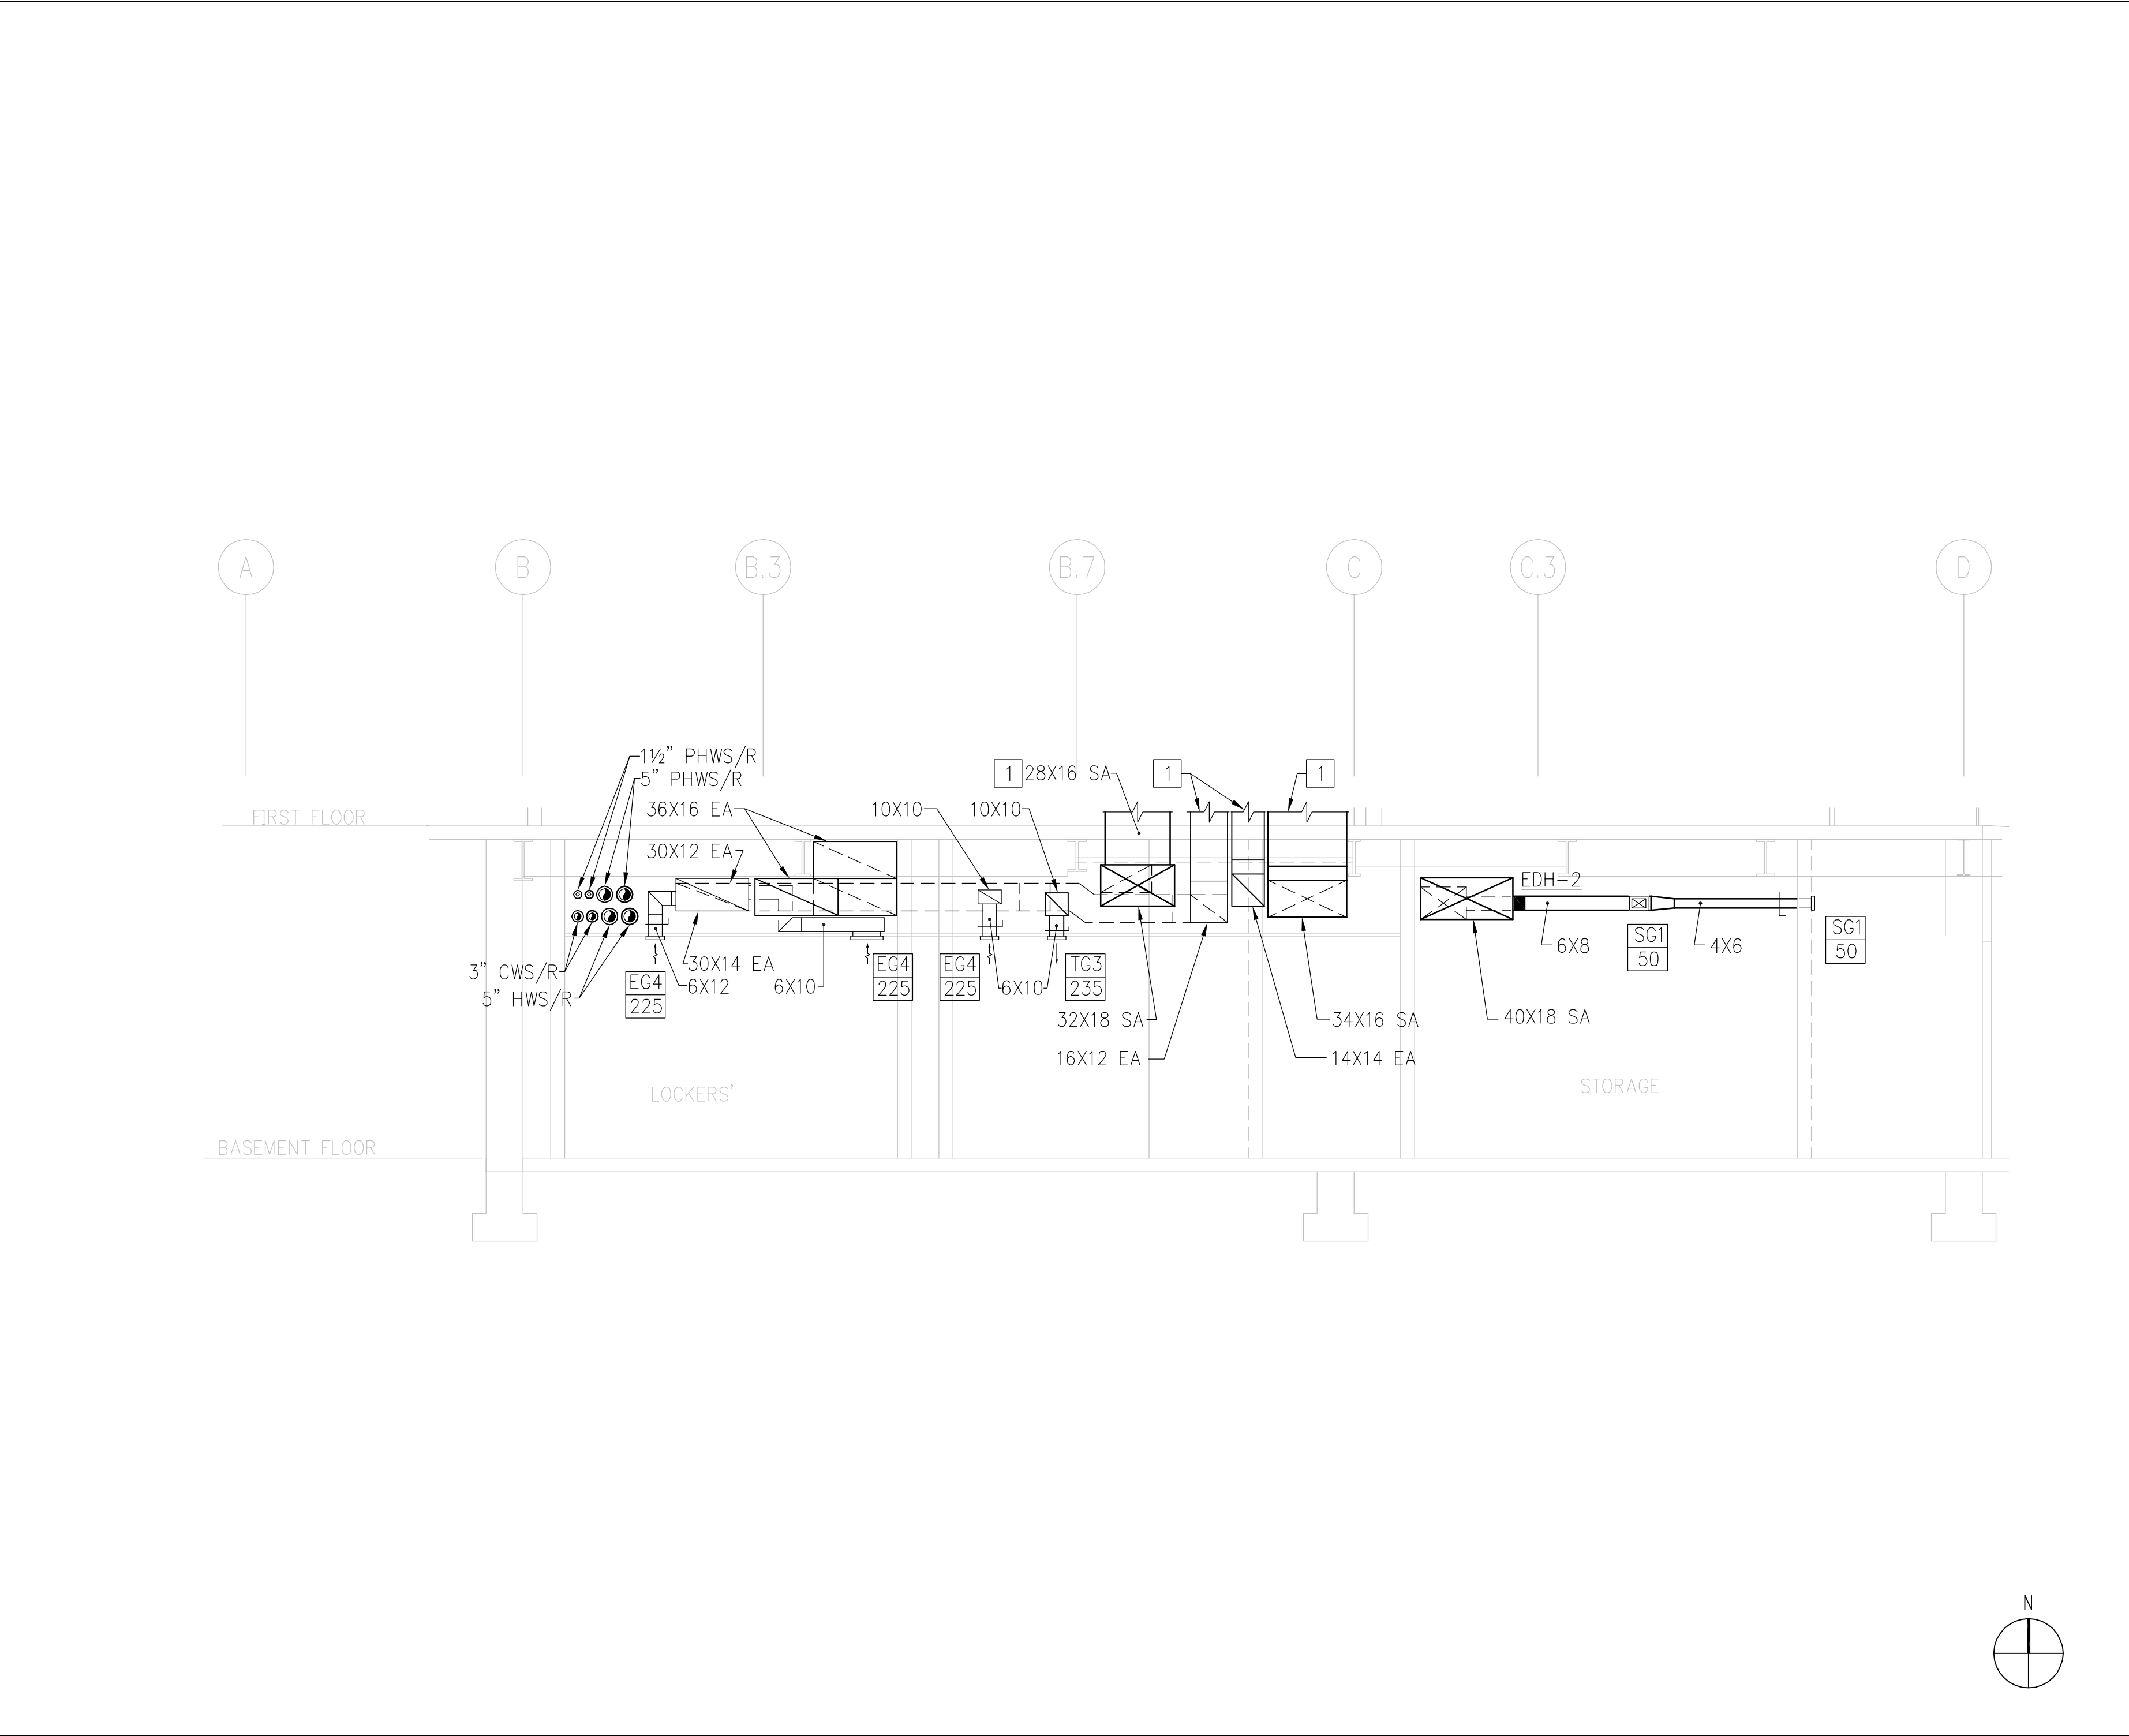 A B B.3 B.7 C C.3 D
1½" PHWS/R
5" PHWS/R
1 28X16 SA 1 1
FIRST FLOOR
36X16 EA 10X10 10X10
30X12 EA
EDH-2
3" CWS/R
5" HWS/R
30X14 EA
6X12
6X10
6X10
EG4
225
EG4
225
EG4
225
TG3
235
6X8
SG1
50
4X6
SG1
50
32X18 SA 34X16 SA 40X18 SA
16X12 EA 14X14 EA
LOCKERS' STORAGE
BASEMENT FLOOR
N